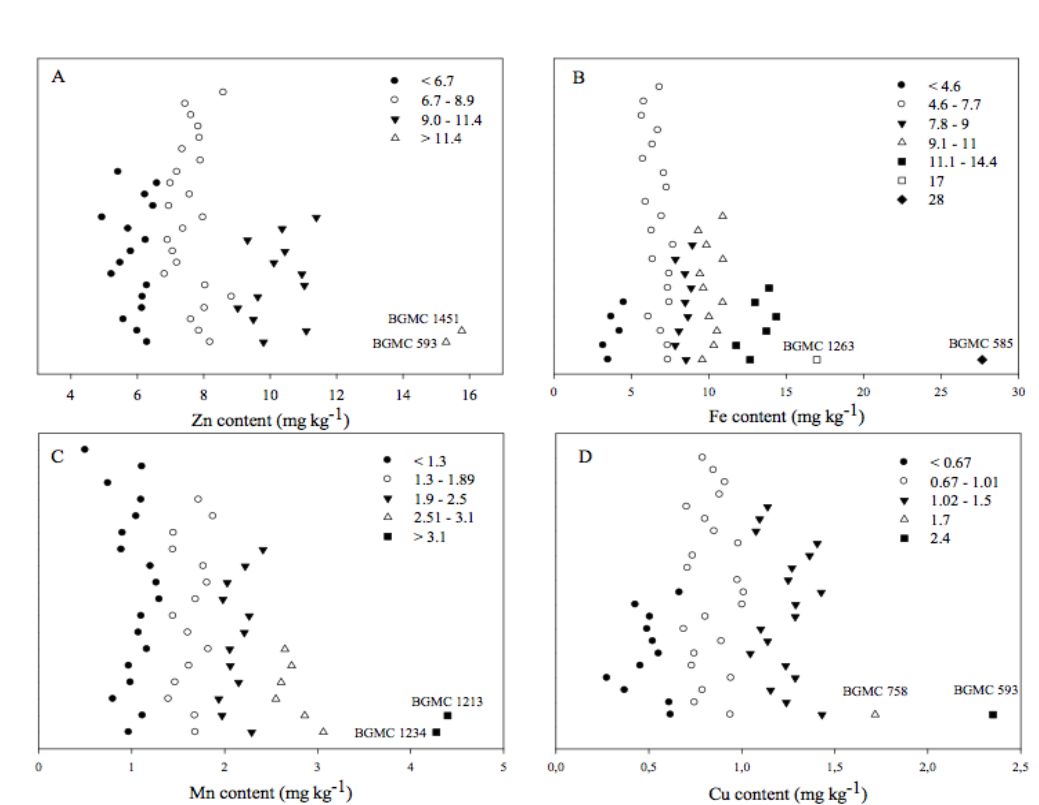 A
< 6.7
6.7 - 8.9
9.0 - 11.4
> 11.4
BGMC 1451
BGMC 593
4 6 8 10 12 14 16
Zn content (mg kg-1)
B
< 4.6
4.6 - 7.7
7.8 - 9
9.1 - 11
11.1 - 14.4
17
28
BGMC 1263
BGMC 585
0 5 10 15 20 25 30
Fe content (mg kg-1)
C
< 1.3
1.3 - 1.89
1.9 - 2.5
2.51 - 3.1
> 3.1
BGMC 1213
BGMC 1234
0 1 2 3 4 5
Mn content (mg kg-1)
D
< 0.67
0.67 - 1.01
1.02 - 1.5
1.7
2.4
BGMC 758
BGMC 593
0,0 0,5 1,0 1,5 2,0 2,5
Cu content (mg kg-1)